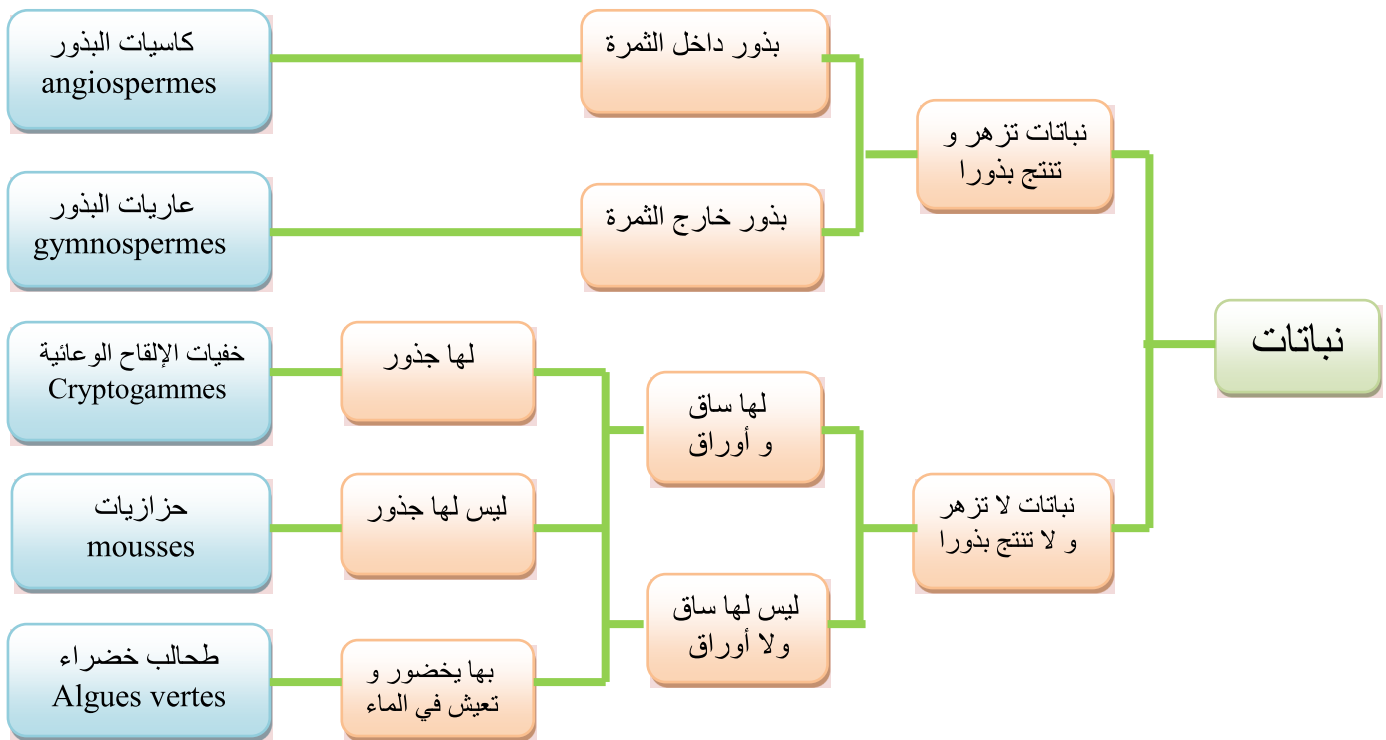 نباتات
نباتات تزهر و
تنتج بذورا
بذور داخل الثمرة
كاسيات البذور
angiospermes
بذور خارج الثمرة
عاريات البذور
gymnospermes
نباتات لا تزهر
و لا تنتج بذورا
لها ساق
و أوراق
لها جذور
خفيات الإلقاح الوعائية
Cryptogammes
ليس لها جذور
حزازيات
mousses
ليس لها ساق
ولا أوراق
بها يخضور و
تعيش في الماء
طحالب خضراء
Algues vertes